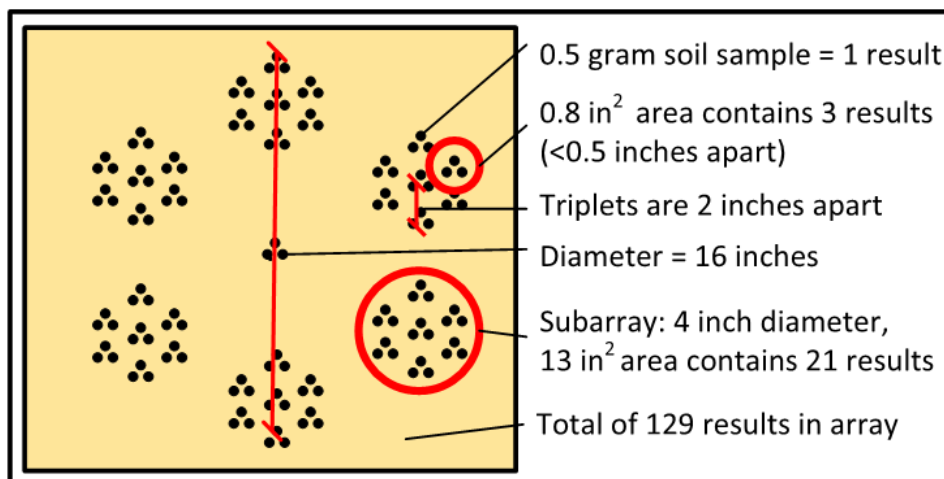 0.5 gram soil sample = 1 result
0.8 in² area contains 3 results
(<0.5 inches apart)
Triplets are 2 inches apart
Diameter = 16 inches
Subarray: 4 inch diameter,
13 in² area contains 21 results
Total of 129 results in array